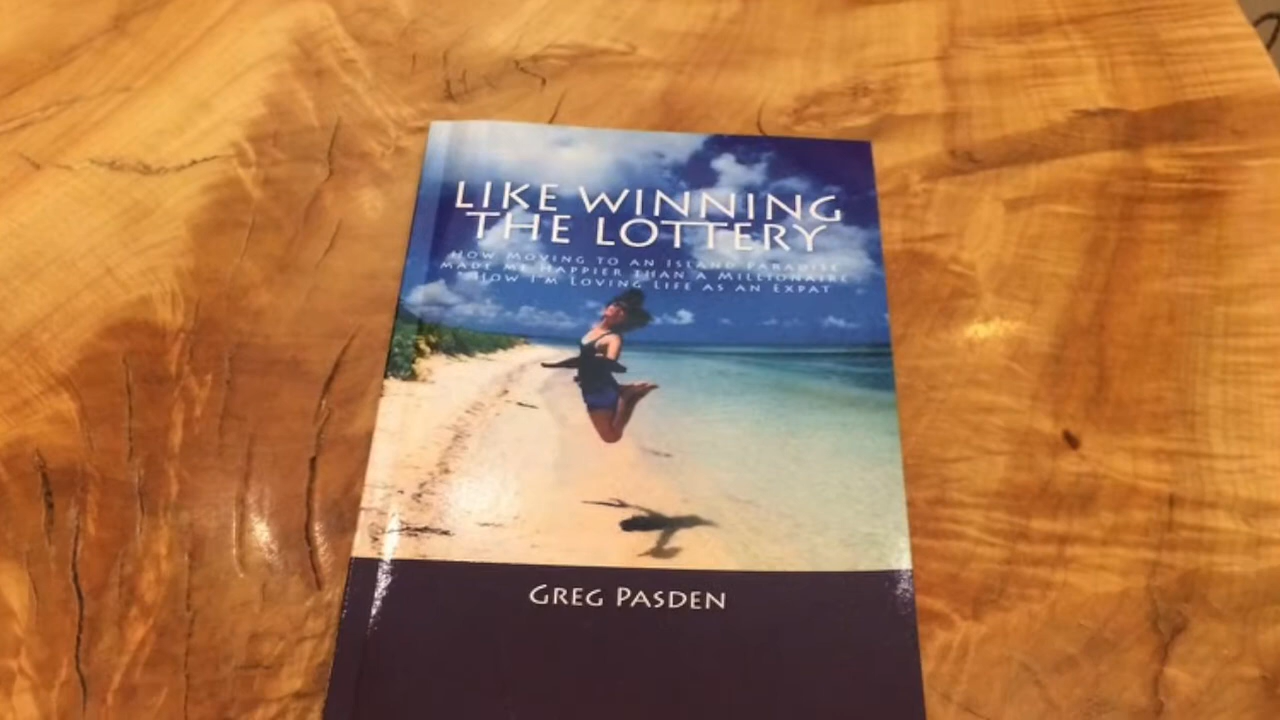 LIKE WINNING
THE LOTTERY
HOW MOVING TO AN ISLAND PARADISE
MADE ME HAPPIER THAN A MILLIONAIRE
HOW I'M LOVING LIFE AS AN EXPAT
GREG PASDEN